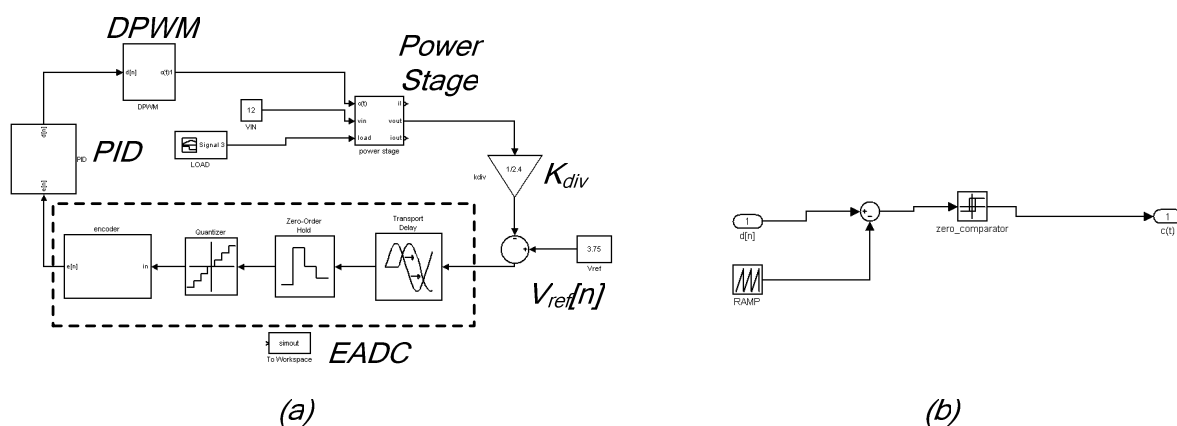 DPWM
d[n]
c(t)1
DPWM
Power
Stage
12
VIN
Signal 3
LOAD
c(t)
vin
load
il
vout
iout
power stage
d[n]
e[n]
PID
PID
1/2.4
kdiv
Kdiv
encoder
e[n]
in
Quantizer
Zero-Order
Hold
Transport
Delay
3.75
Vref
Vref[n]
simout
To Workspace
EADC
(a)
1
d[n]
RAMP
zero_comparator
1
c(t)
(b)